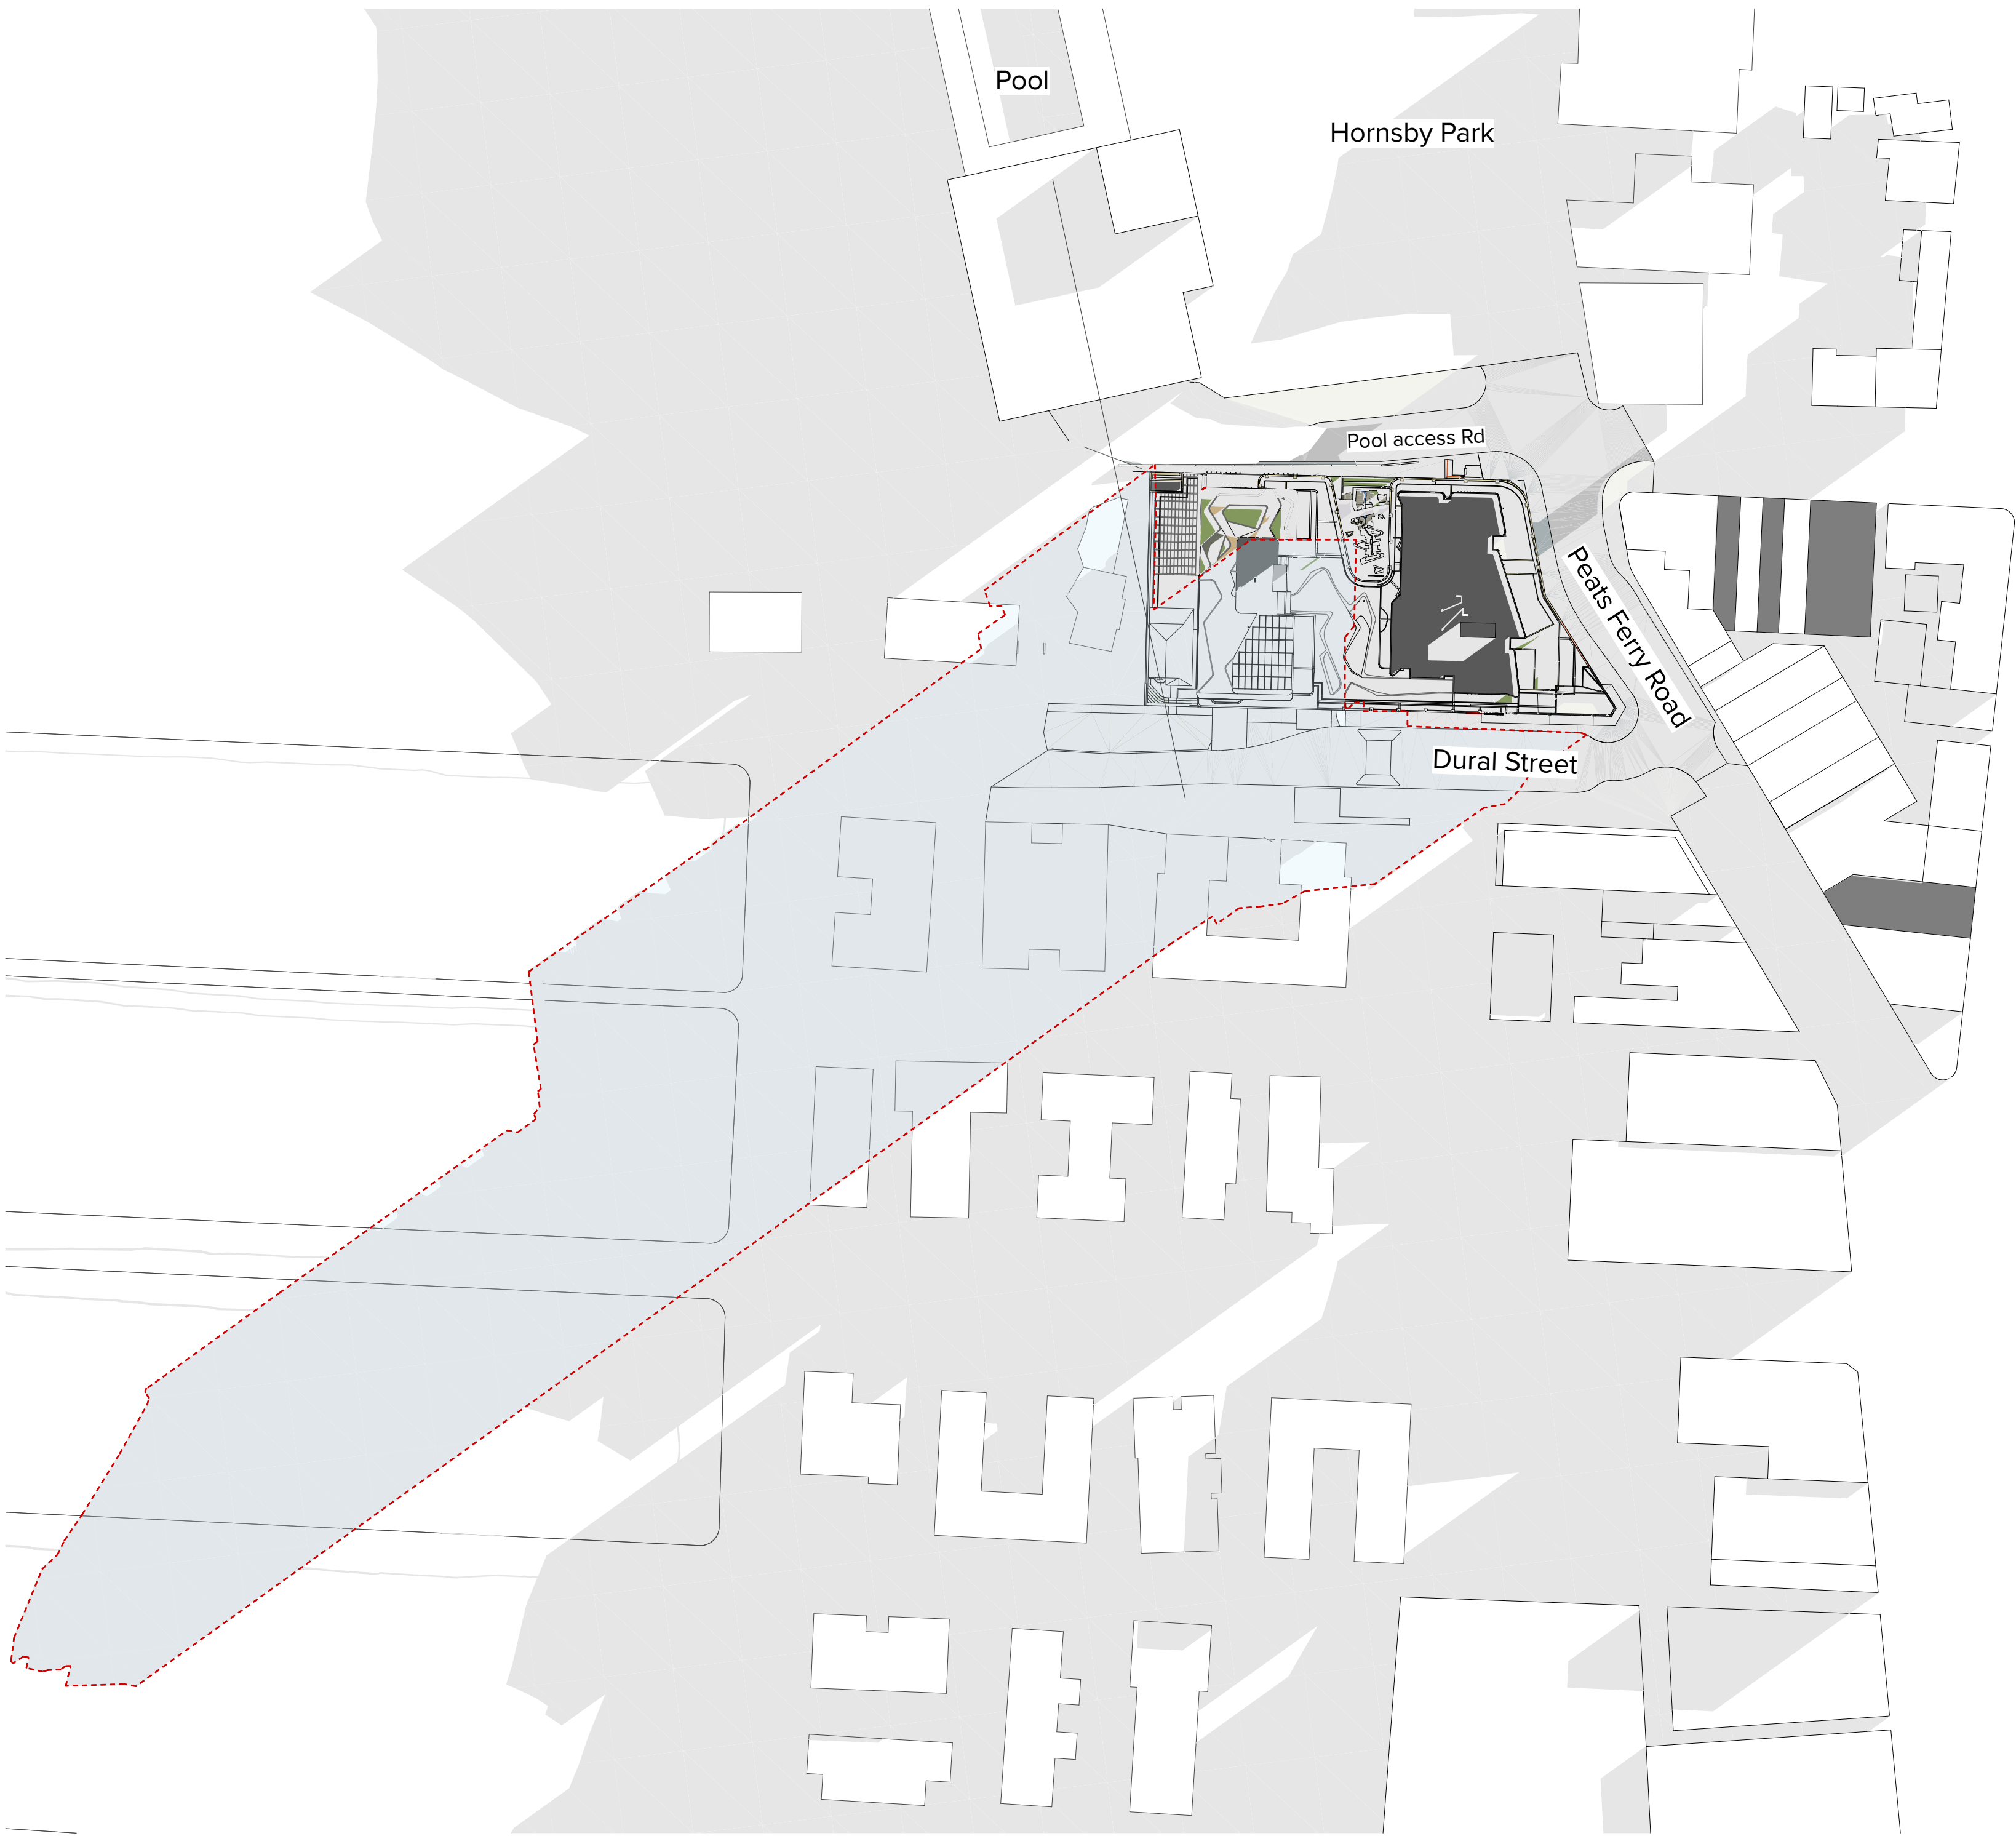 Pool
Hornsby Park
Pool access Rd
Peats Ferry Road
Dural Street